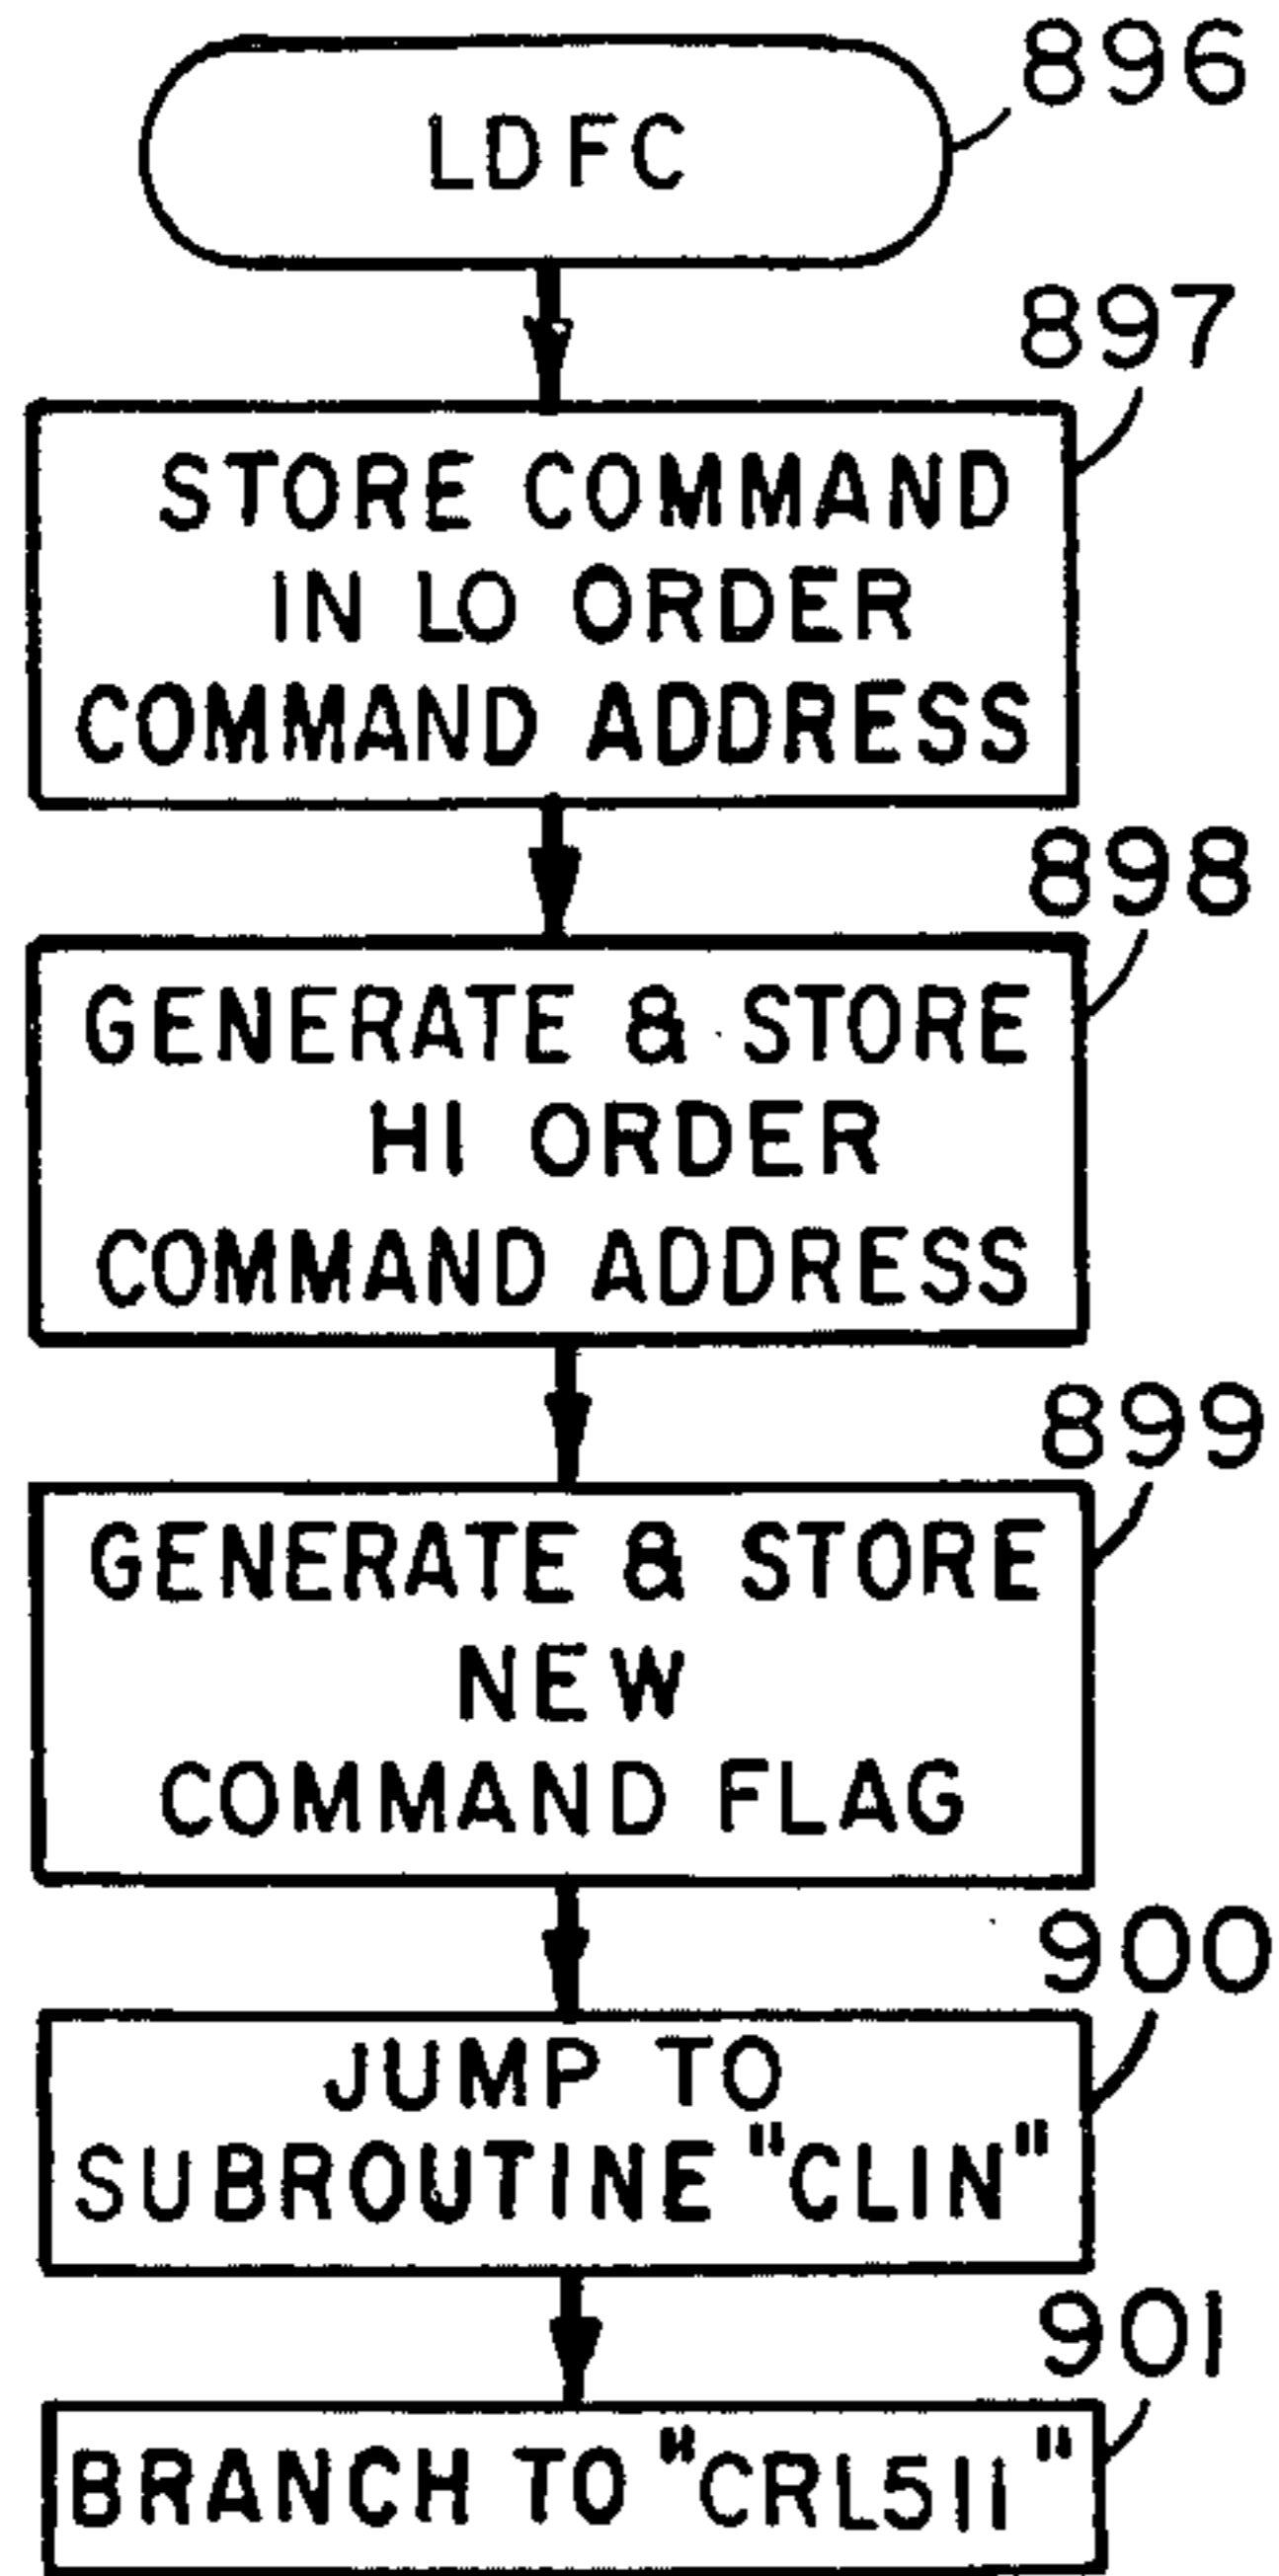 896
LDFC
897
STORE COMMAND
IN LO ORDER
COMMAND ADDRESS
898
GENERATE & STORE
HI ORDER
COMMAND ADDRESS
899
GENERATE & STORE
NEW
COMMAND FLAG
900
JUMP TO
SUBROUTINE "CLIN"
901
BRANCH TO "CRL511"